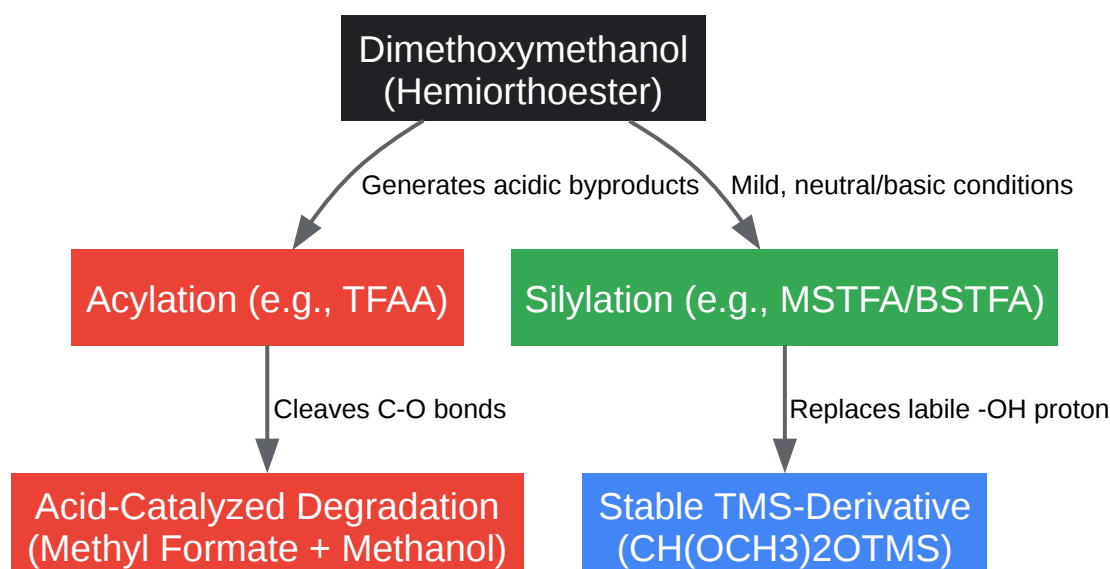 Dimethoxymethanol
(Hemiorthoester)
Generates acidic byproducts
Mild, neutral/basic conditions
Acylation (e.g., TFAA)
Silylation (e.g., MSTFA/BSTFA)
Cleaves C-O bonds
Replaces labile -OH proton
Acid-Catalyzed Degradation
(Methyl Formate + Methanol)
Stable TMS-Derivative
(CH(OCH3)2OTMS)